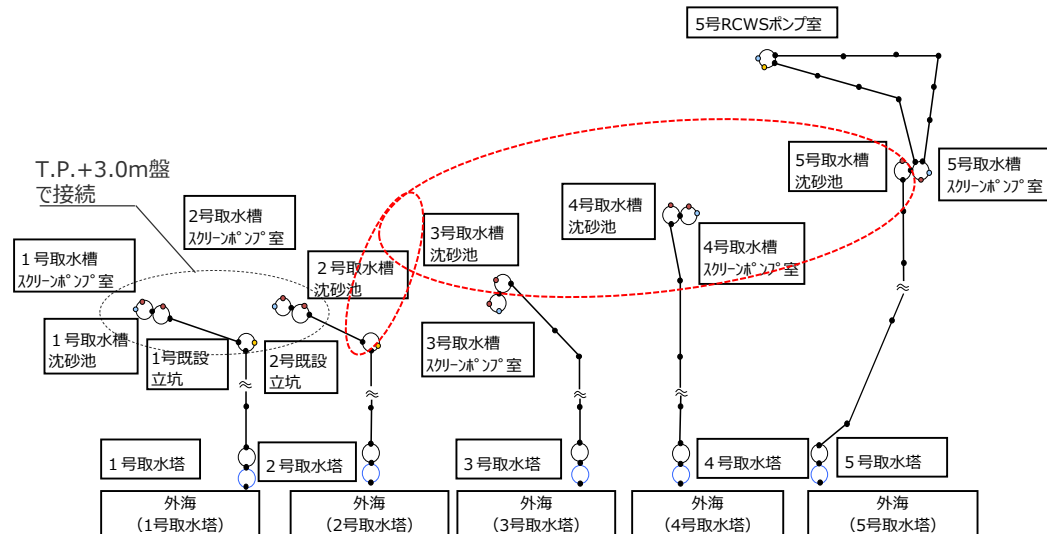 5号RCWSポンプ室
T.P.+3.0m盤
で接続
5号取水槽
沈砂池
5号取水槽
スクリーンポンプ室
2号取水槽
スクリーンポンプ室
4号取水槽
沈砂池
3号取水槽
沈砂池
4号取水槽
スクリーンポンプ室
1号取水槽
スクリーンポンプ室
2号取水槽
沈砂池
1号取水槽
沈砂池
1号既設
立坑
2号既設
立坑
3号取水槽
スクリーンポンプ室
1号取水塔
2号取水塔
3号取水塔
4号取水塔
5号取水塔
外海
（1号取水塔）
外海
（2号取水塔）
外海
（3号取水塔）
外海
（4号取水塔）
外海
（5号取水塔）